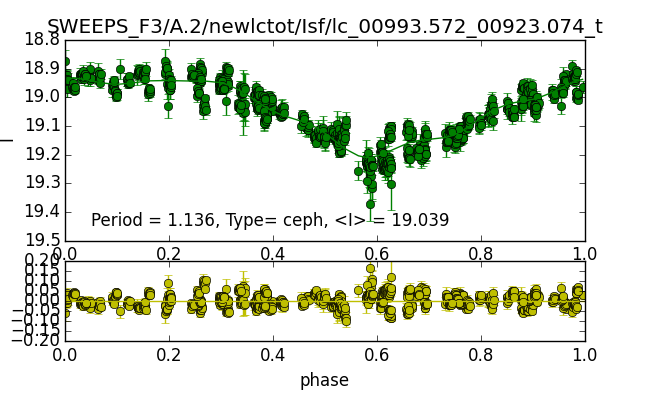 SWEEPS_F3/A.2/newlctot/Isf/lc_00993.572_00923.074_t
18.8
18.9
19.0
19.1
19.2
19.3
19.4
19.5
I
Period = 1.136, Type= ceph, <I> = 19.039
0.0 0.2 0.4 0.6 0.8 1.0
0.20
0.15
0.10
0.05
0.00
−0.05
−0.10
−0.15
−0.20
0.0 0.2 0.4 0.6 0.8 1.0
phase